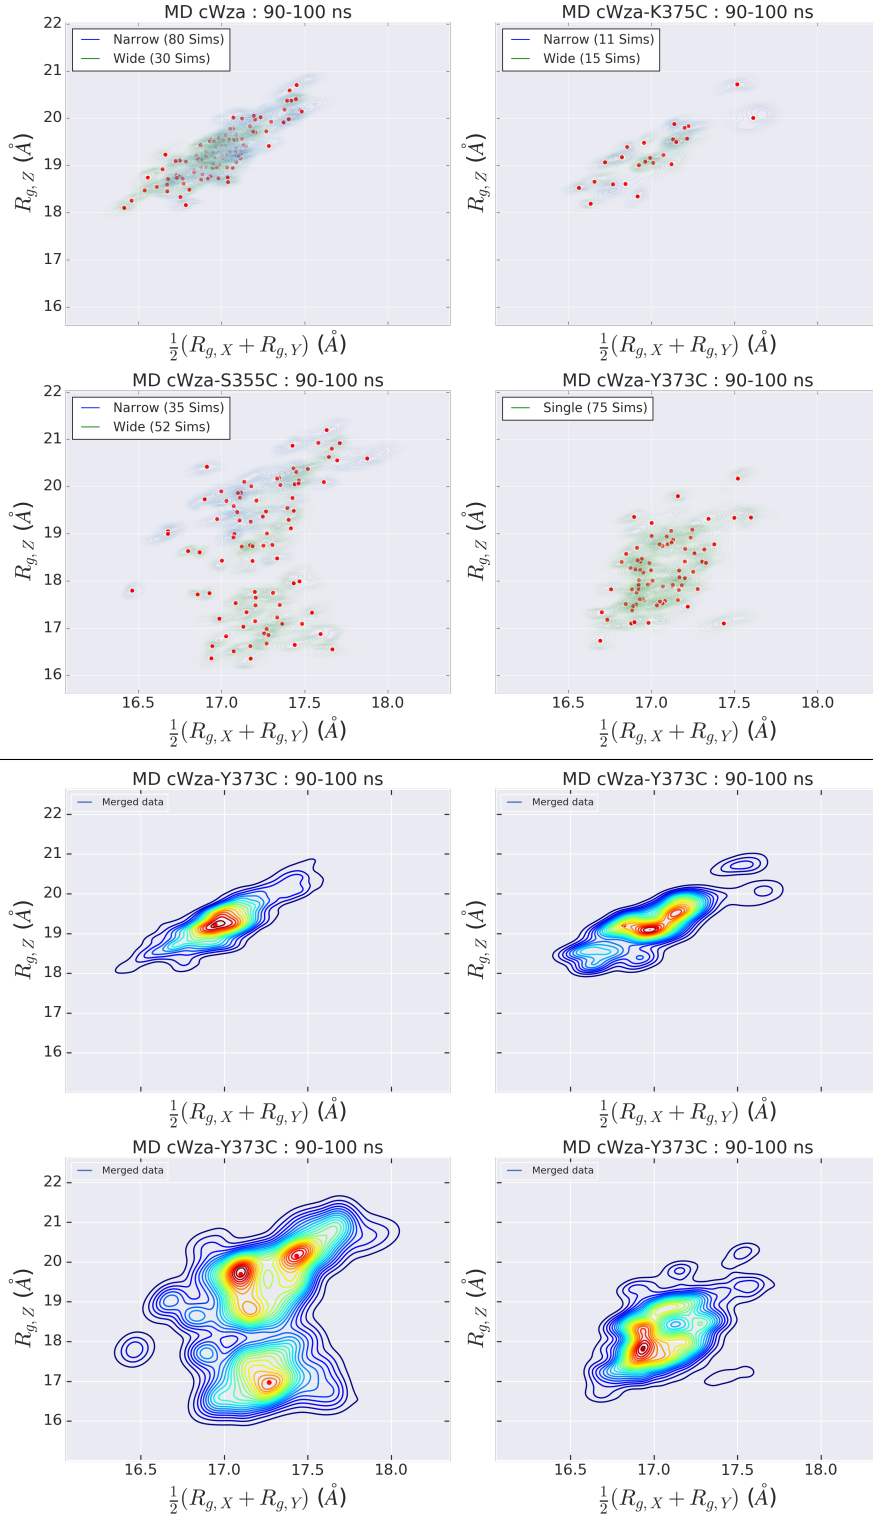 MD cWza : 90-100 ns
Narrow (80 Sims)
Wide (30 Sims)
22
21
20
19
18
17
16
R_{g,Z} (Å)
½(R_{g,X} + R_{g,Y}) (Å)
MD cWza-K375C : 90-100 ns
Narrow (11 Sims)
Wide (15 Sims)
R_{g,Z} (Å)
½(R_{g,X} + R_{g,Y}) (Å)
MD cWza-S355C : 90-100 ns
Narrow (35 Sims)
Wide (52 Sims)
22
21
20
19
18
17
16
R_{g,Z} (Å)
16.5 17.0 17.5 18.0
½(R_{g,X} + R_{g,Y}) (Å)
MD cWza-Y373C : 90-100 ns
Single (75 Sims)
R_{g,Z} (Å)
16.5 17.0 17.5 18.0
½(R_{g,X} + R_{g,Y}) (Å)
MD cWza-Y373C : 90-100 ns
Merged data
22
21
20
19
18
17
16
R_{g,Z} (Å)
½(R_{g,X} + R_{g,Y}) (Å)
MD cWza-Y373C : 90-100 ns
Merged data
R_{g,Z} (Å)
½(R_{g,X} + R_{g,Y}) (Å)
MD cWza-Y373C : 90-100 ns
Merged data
22
21
20
19
18
17
16
R_{g,Z} (Å)
16.5 17.0 17.5 18.0
½(R_{g,X} + R_{g,Y}) (Å)
MD cWza-Y373C : 90-100 ns
Merged data
R_{g,Z} (Å)
16.5 17.0 17.5 18.0
½(R_{g,X} + R_{g,Y}) (Å)